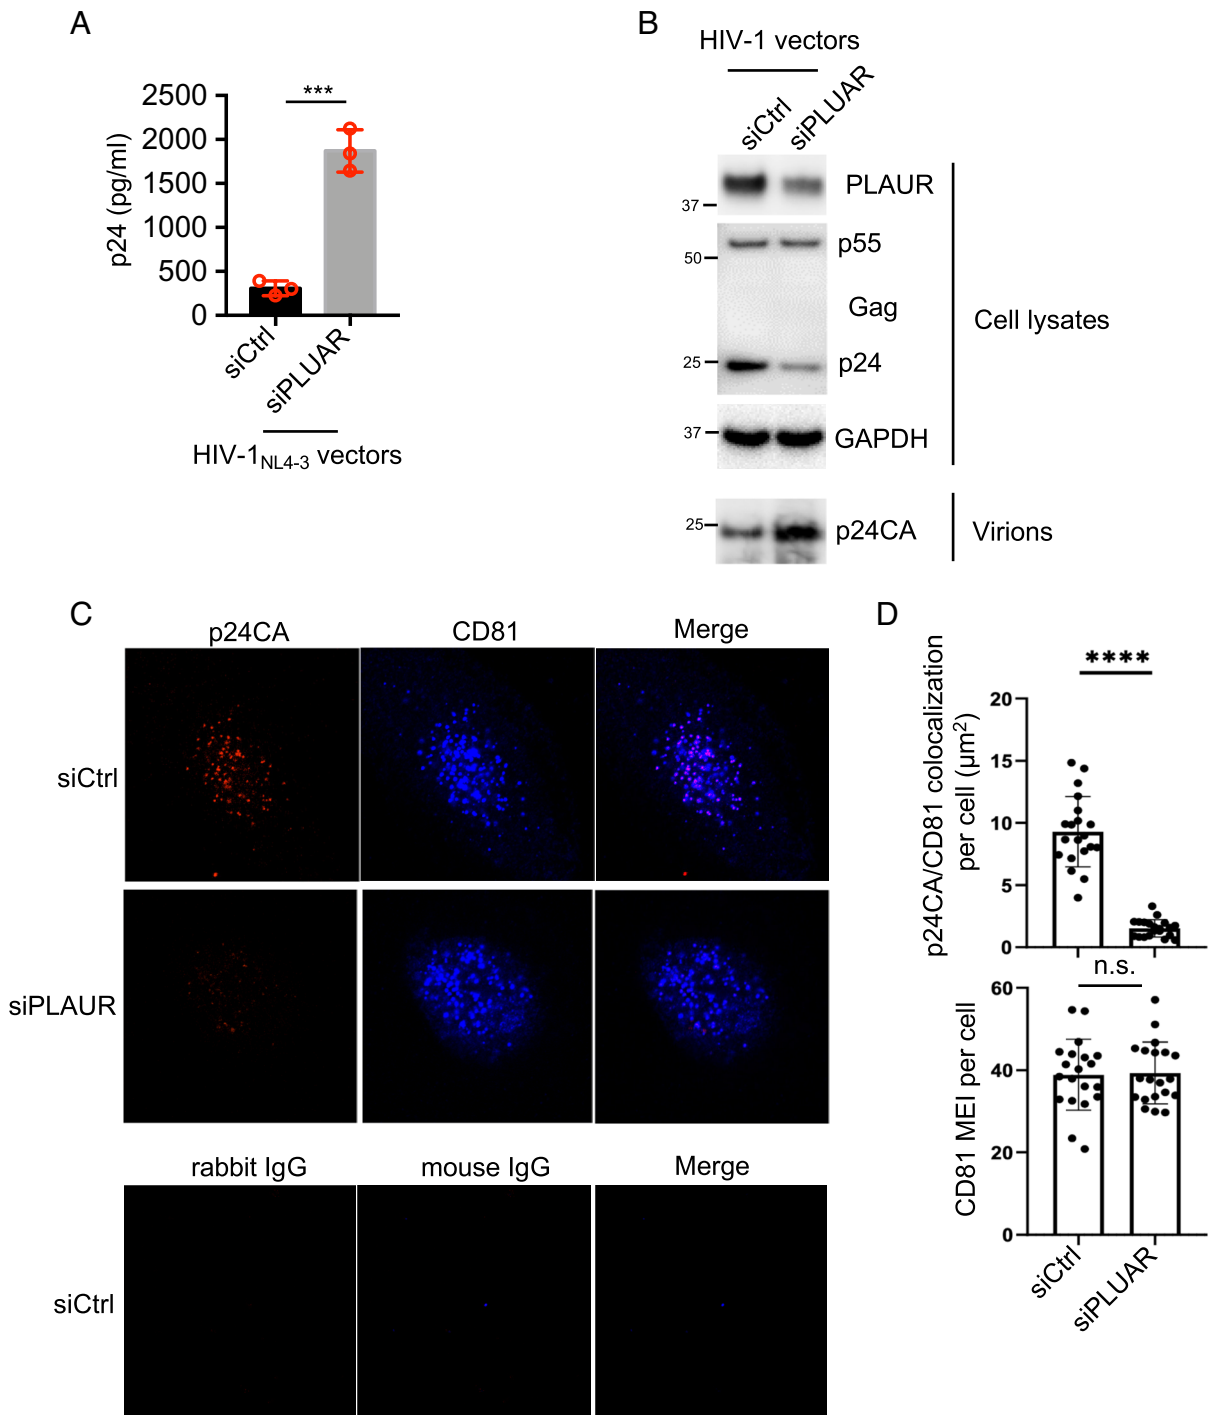 A
2500
2000
1500
1000
500
0
p24 (pg/ml)
***
siCtrl
siPLUAR
HIV-1NL4-3 vectors
B
HIV-1 vectors
siCtrl
siPLUAR
37
PLAUR
p55
50
Gag
25
p24
37
GAPDH
Cell lysates
25
p24CA
Virions
C
p24CA
CD81
Merge
siCtrl
siPLAUR
rabbit IgG
mouse IgG
Merge
siCtrl
D
p24CA/CD81 colocalization
per cell (μm²)
****
20
15
10
5
0
n.s.
CD81 MEI per cell
60
40
20
0
siCtrl
siPLUAR